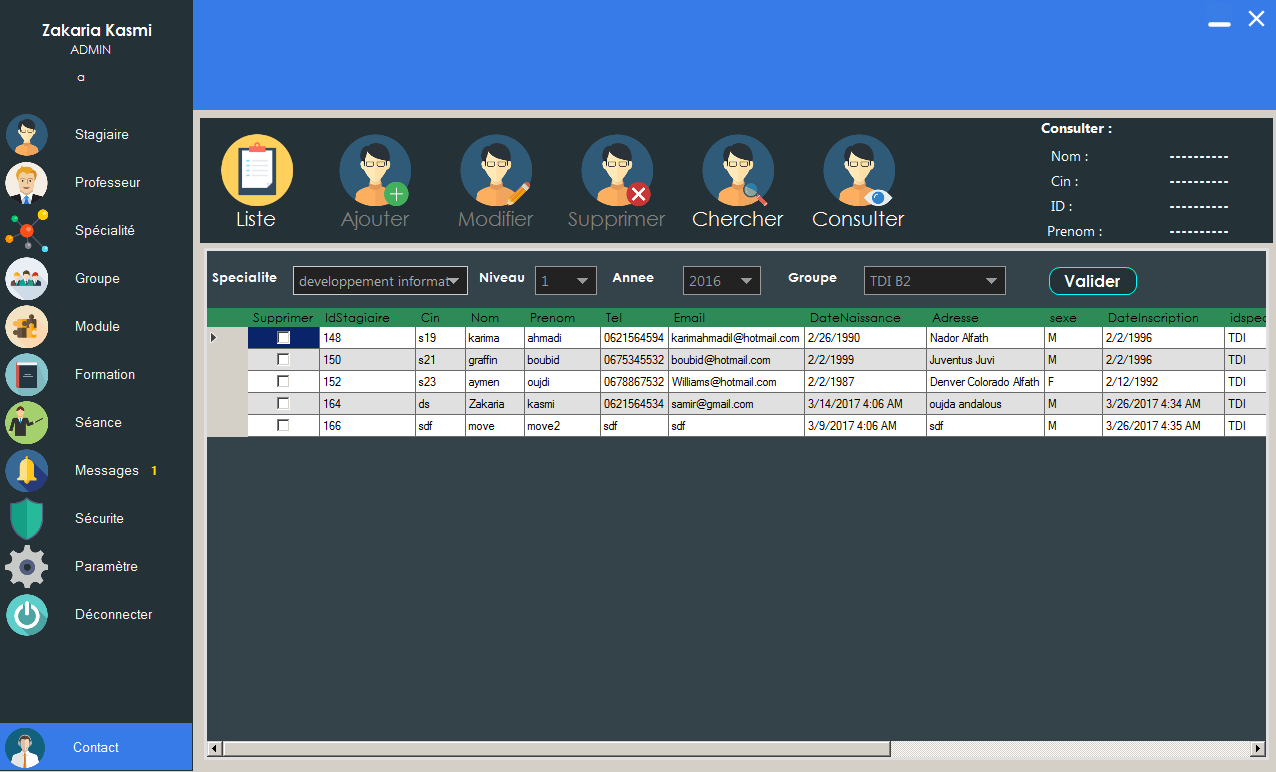 Zakaria Kasmi
ADMIN
a
Stagiaire
Professeur
Spécialité
Groupe
Module
Formation
Séance
Messages 1
Sécurite
Paramètre
Déconnecter
Contact
Liste Ajouter Modifier Supprimer Chercher Consulter
Consulter :
Nom : ----------
Cin : ----------
ID : ----------
Prenom : ----------
Specialite developpement informat Niveau 1 Annee 2016 Groupe TDI B2 Valider
Supprimer IdStagiaire Cin Nom Prenom Tel Email DateNaissance Adresse sexe DateInscription idspec
148 s19 karima ahmadi 0621564594 karimahmadil@hotmail.com 2/26/1990 Nador Alfath M 2/2/1996 TDI
150 s21 graffin boubid 0675345532 boubid@hotmail.com 2/2/1999 Juventus Juvi M 2/2/1996 TDI
152 s23 aymen oujdi 0678867532 Williams@hotmail.com 2/2/1987 Denver Colorado Alfath F 2/12/1992 TDI
164 ds Zakaria kasmi 0621564534 samir@gmail.com 3/14/2017 4:06 AM oujda andalous M 3/26/2017 4:34 AM TDI
166 sdf move move2 sdf sdf 3/9/2017 4:06 AM sdf M 3/26/2017 4:35 AM TDI